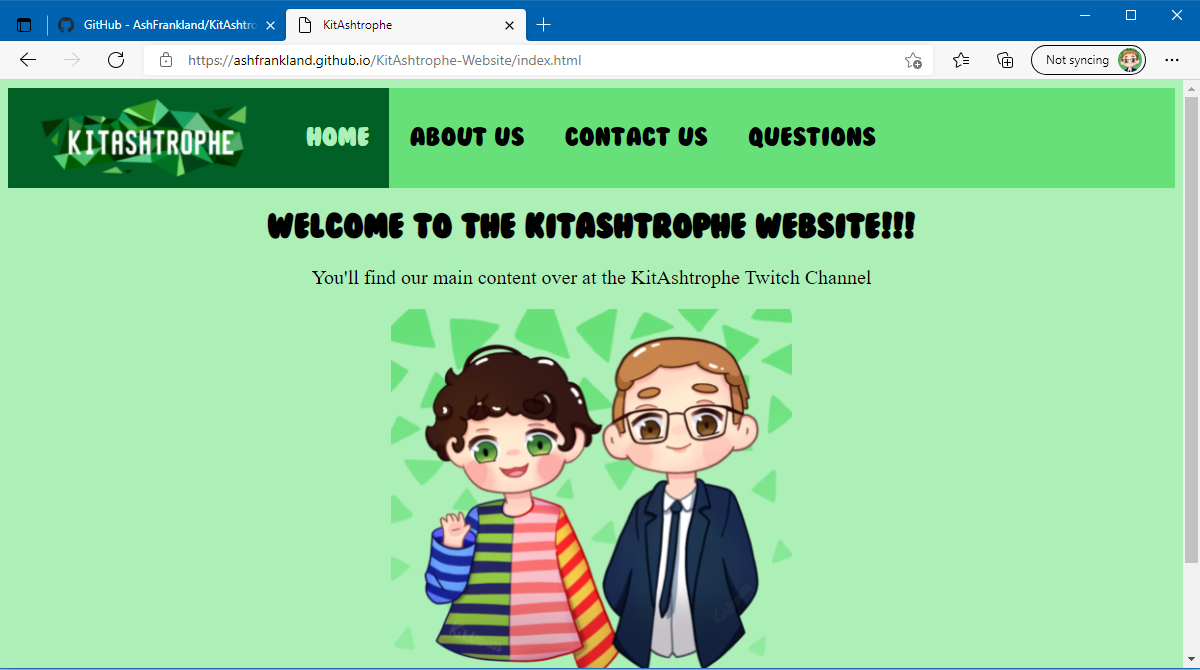 GitHub - AshFrankland/KitAshtro
KitAshtrophe
https://ashfrankland.github.io/KitAshtrophe-Website/index.html
Not syncing
KITASHTROPHE
HOME
ABOUT US
CONTACT US
QUESTIONS
WELCOME TO THE KITASHTROPHE WEBSITE!!!
You'll find our main content over at the KitAshtrophe Twitch Channel